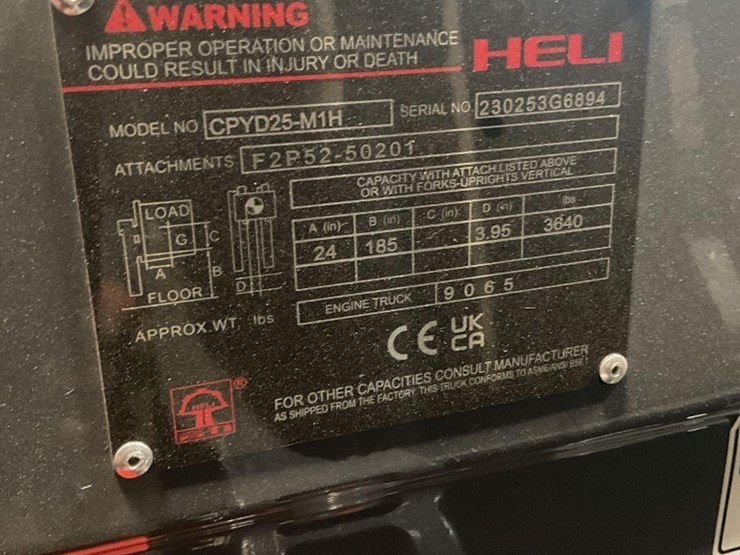 WARNING
IMPROPER OPERATION OR MAINTENANCE
COULD RESULT IN INJURY OR DEATH
HELI
MODEL NO CPYD25-M1H
SERIAL NO 230253G6894
ATTACHMENTS F2P52-50201
CAPACITY WITH ATTACH.LISTED ABOVE
OR WITH FORKS-UPRIGHTS VERTICAL
LOAD
G C
A B
FLOOR D
A (in) B (in) C (in) D (in) lbs
24 185 3.95 3640
APPROX.WT. lbs
ENGINE TRUCK 9065
CE UK
CA
HELI ®
FOR OTHER CAPACITIES CONSULT MANUFACTURER
AS SHIPPED FROM THE FACTORY THIS TRUCK CONFORMS TO ASME/ANSI B56.1